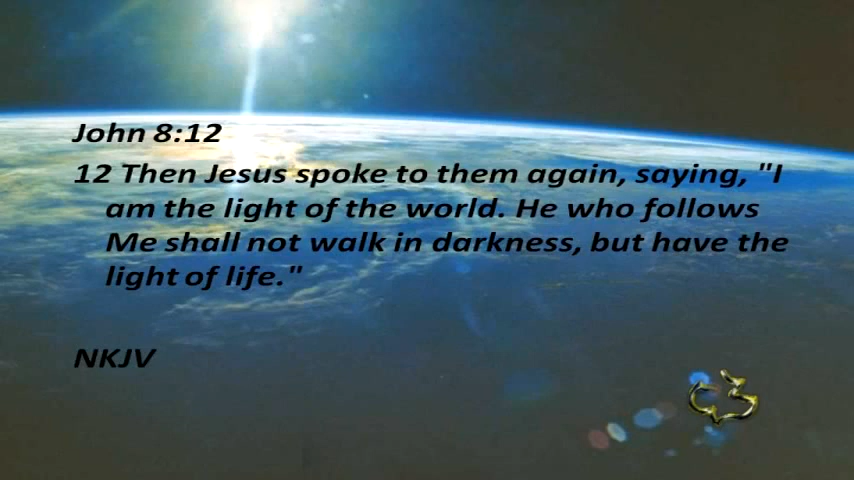 John 8:12
12 Then Jesus spoke to them again, saying, "I
am the light of the world. He who follows
Me shall not walk in darkness, but have the
light of life."
NKJV